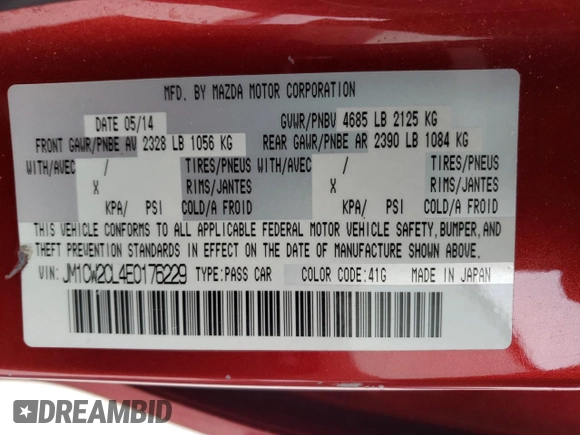 MFD. BY MAZDA MOTOR CORPORATION
DATE 05/14 GVWR/PNBV 4685 LB 2125 KG
FRONT GAWR/PNBE AV 2328 LB 1056 KG REAR GAWR/PNBE AR 2390 LB 1084 KG
WITH/AVEC / TIRES/PNEUS WITH/AVEC / TIRES/PNEUS
X RIMS/JANTES X RIMS/JANTES
KPA/ PSI COLD/A FROID KPA/ PSI COLD/A FROID
THIS VEHICLE CONFORMS TO ALL APPLICABLE FEDERAL MOTOR VEHICLE SAFETY, BUMPER, AND
THEFT PREVENTION STANDARDS IN EFFECT ON THE DATE OF MANUFACTURE SHOWN ABOVE.
VIN: JM1CW2CL4E0176229 TYPE:PASS CAR COLOR CODE:41G MADE IN JAPAN
DREAMBID